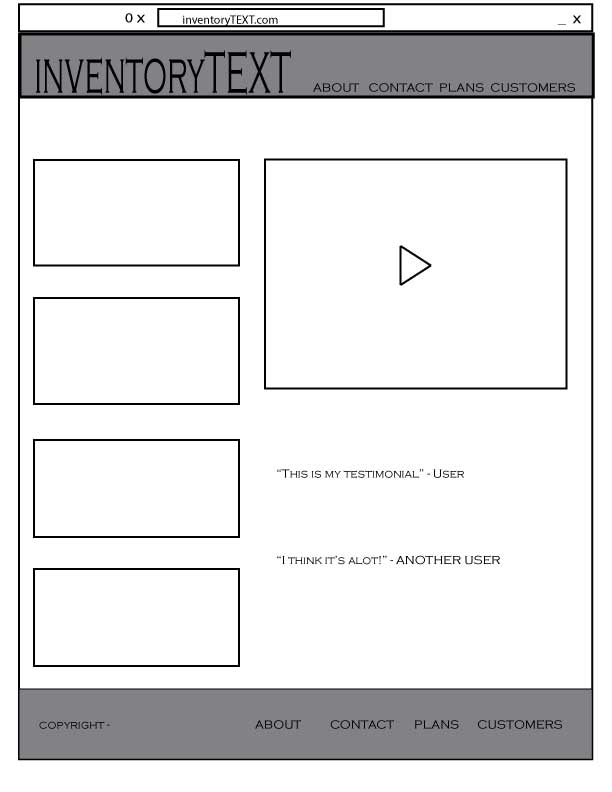 0 x inventoryTEXT.com _ x
INVENTORYTEXT ABOUT CONTACT PLANS CUSTOMERS
“This is my testimonial” - User
“I think it’s alot!” - ANOTHER USER
COPYRIGHT - ABOUT CONTACT PLANS CUSTOMERS